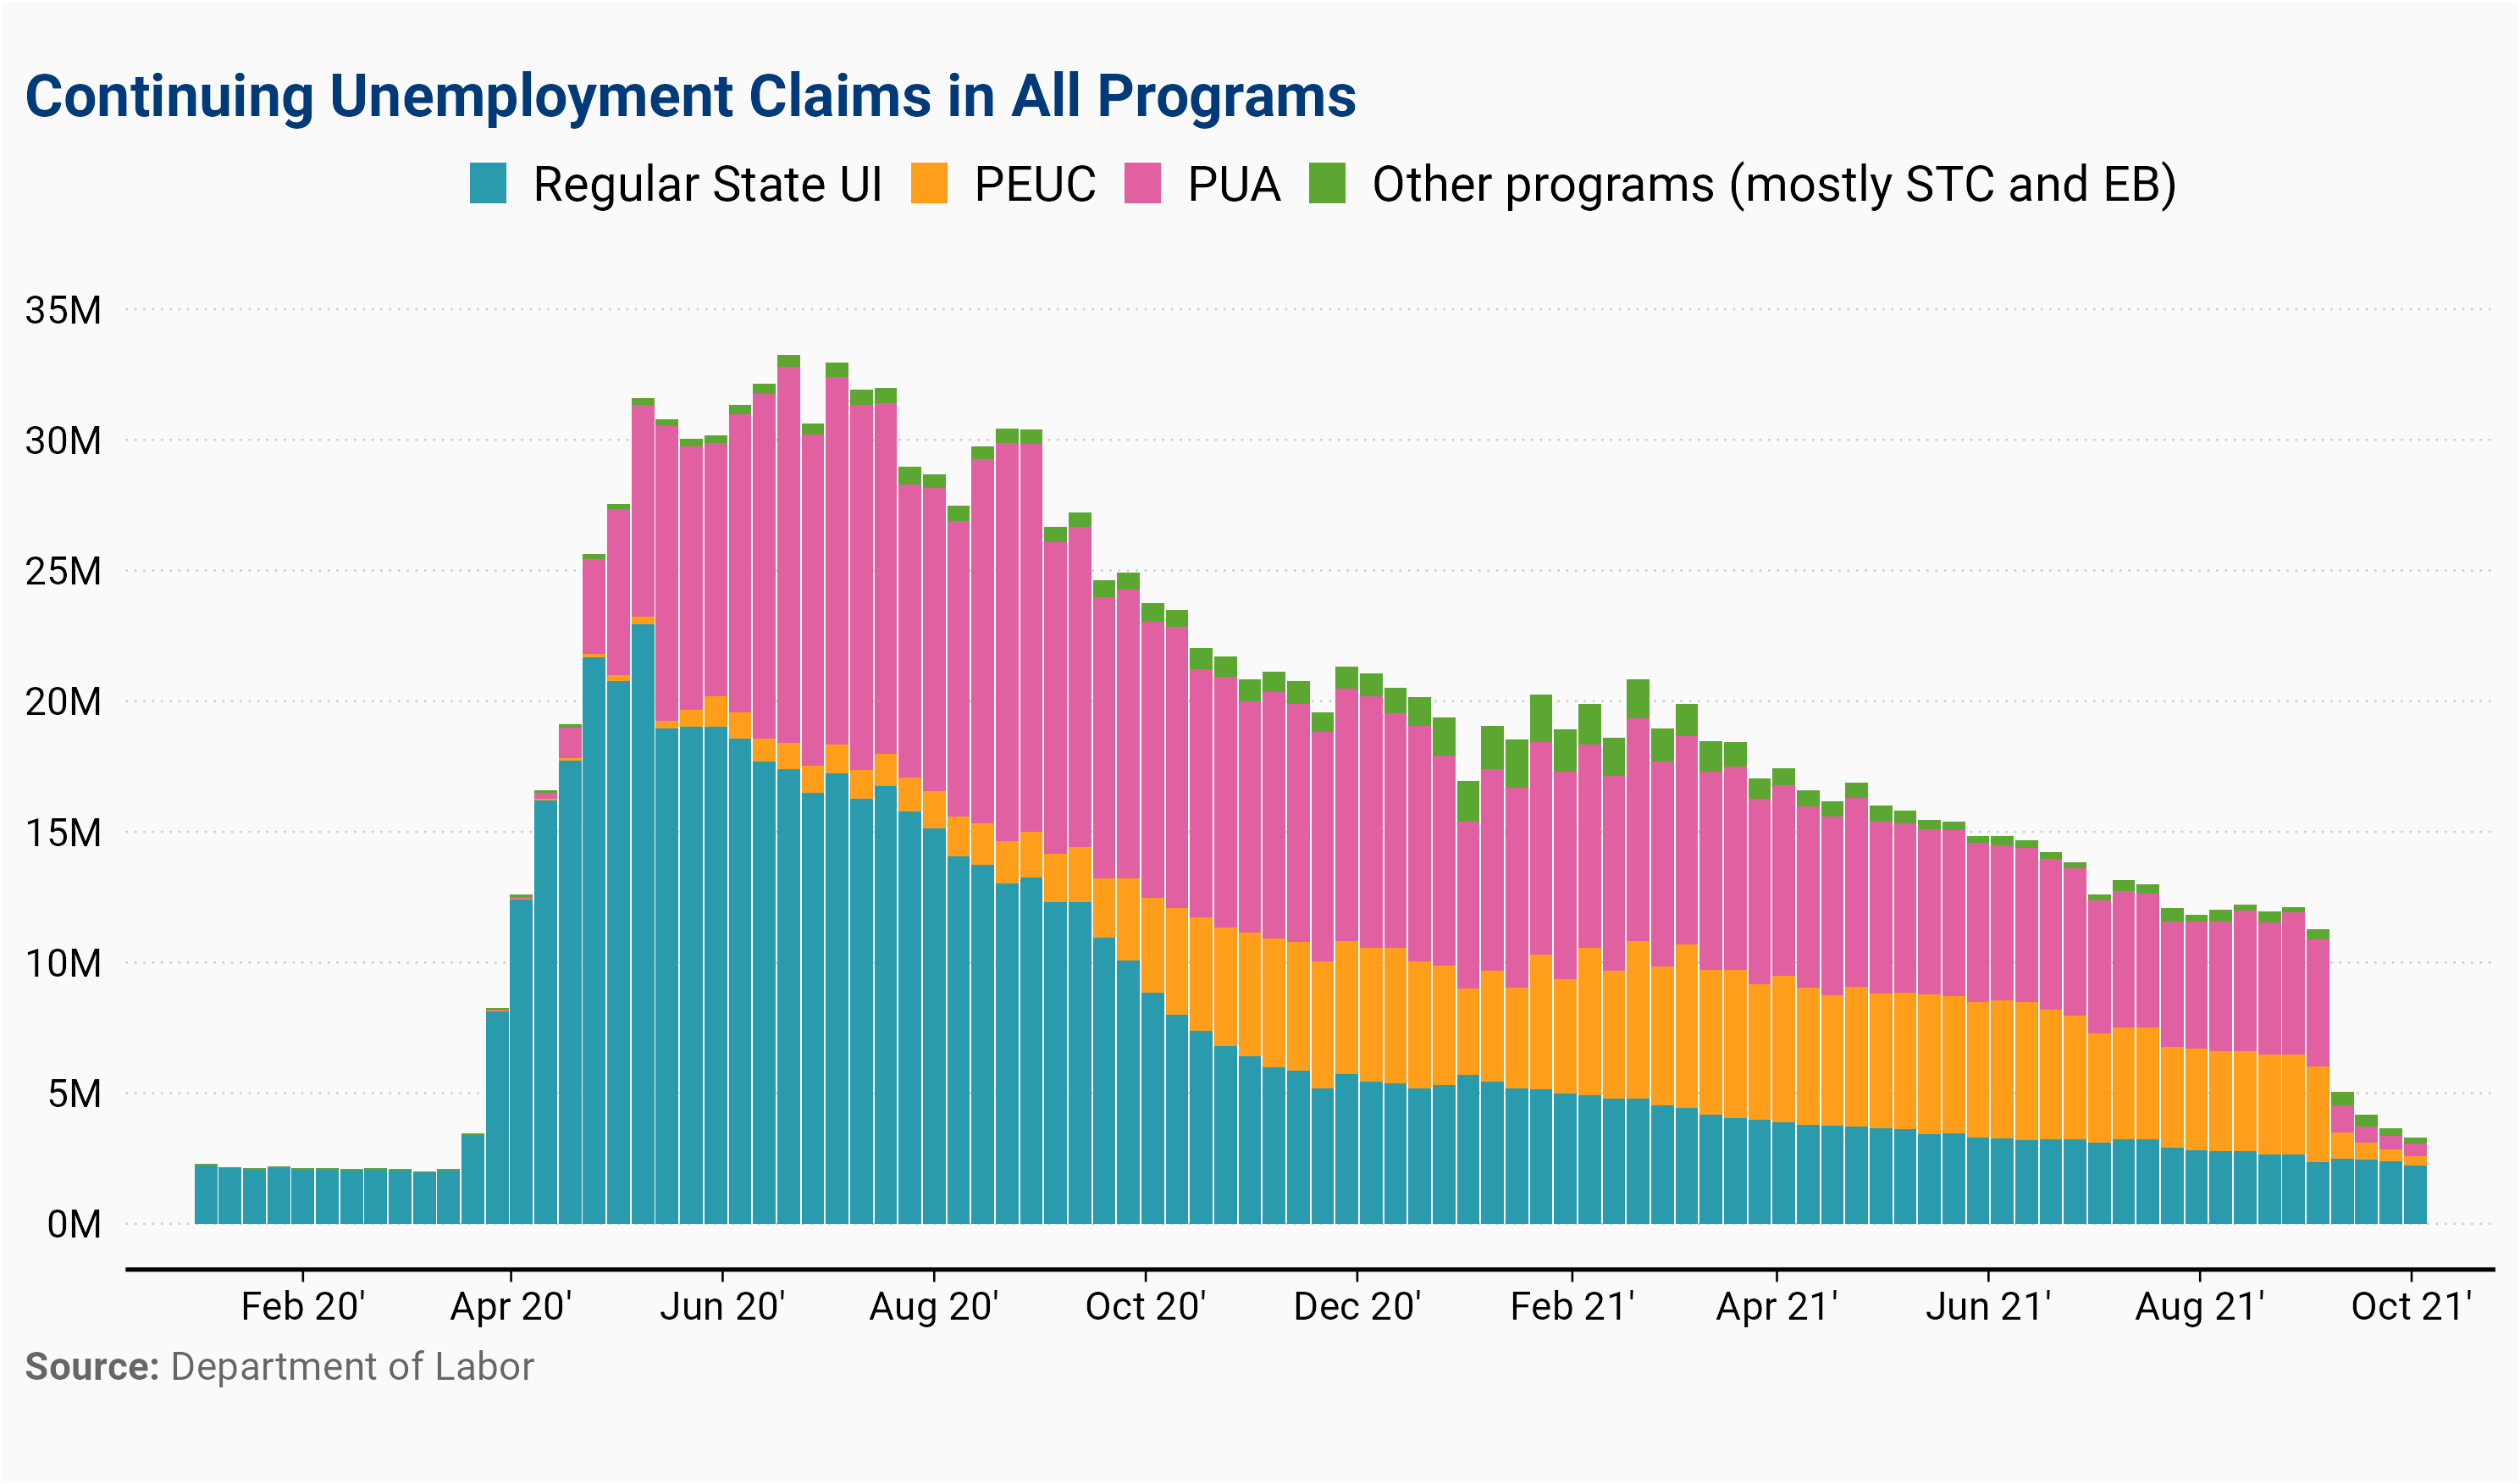 Continuing Unemployment Claims in All Programs
Regular State UI PEUC PUA Other programs (mostly STC and EB)
35M
30M
25M
20M
15M
10M
5M
0M
Feb 20' Apr 20' Jun 20' Aug 20' Oct 20' Dec 20' Feb 21' Apr 21' Jun 21' Aug 21' Oct 21'
Source: Department of Labor